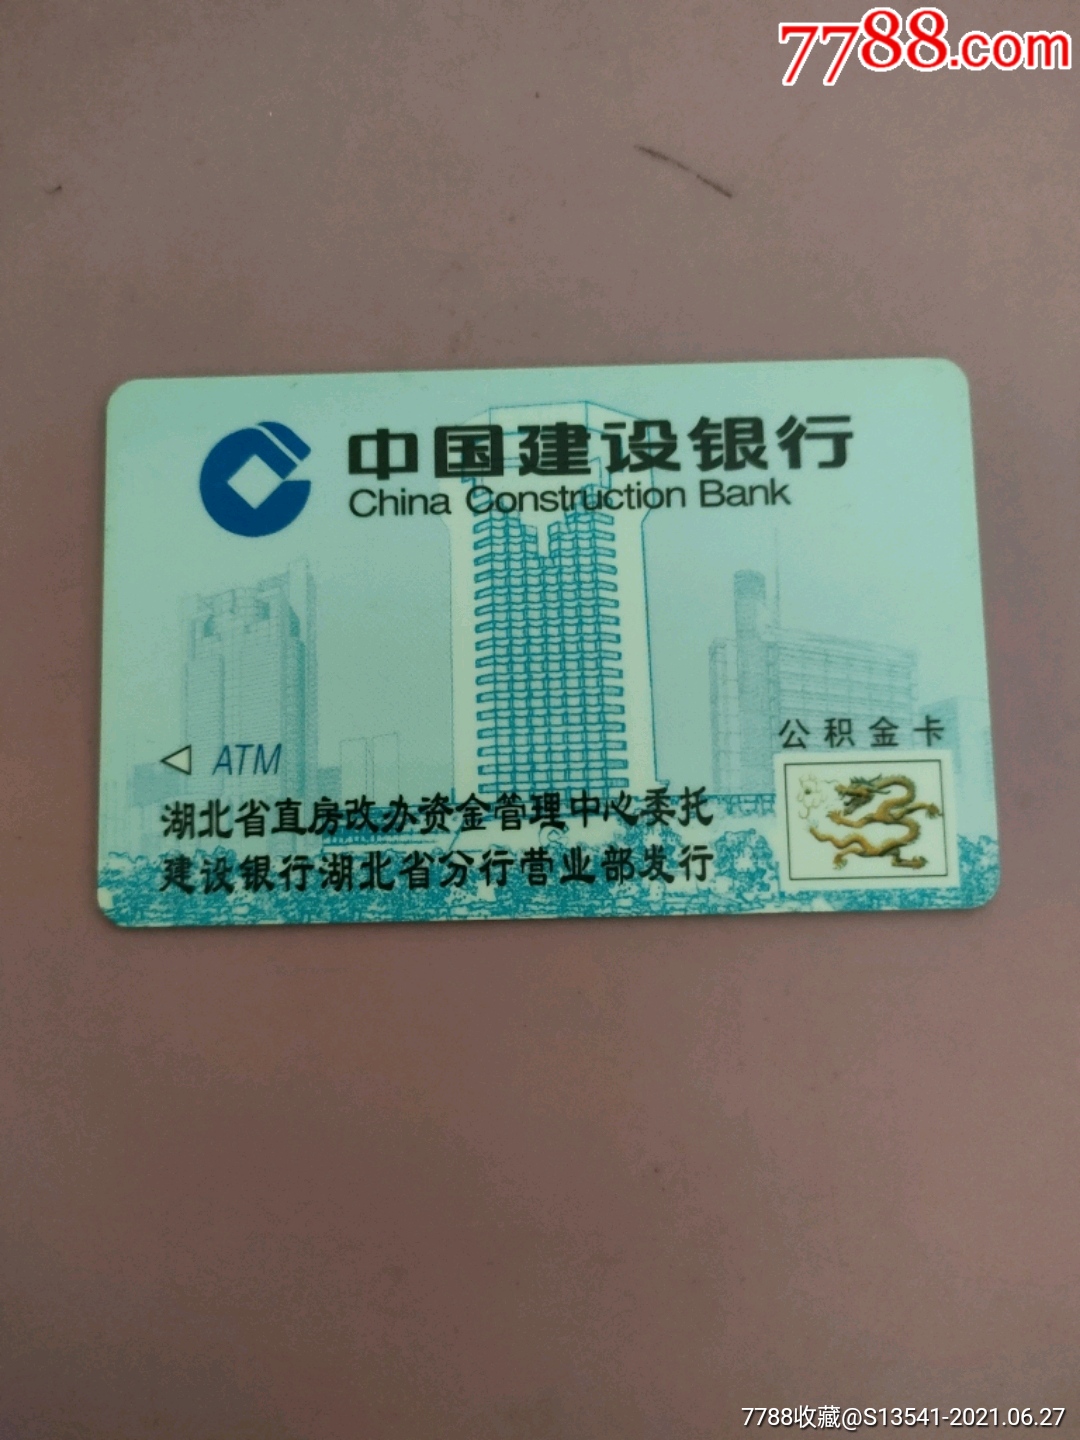 7788.com
中国建设银行
China Construction Bank
公积金卡
ATM
湖北省直房改办资金管理中心委托
建设银行湖北省分行营业部发行
7788收藏@S13541-2021.06.27